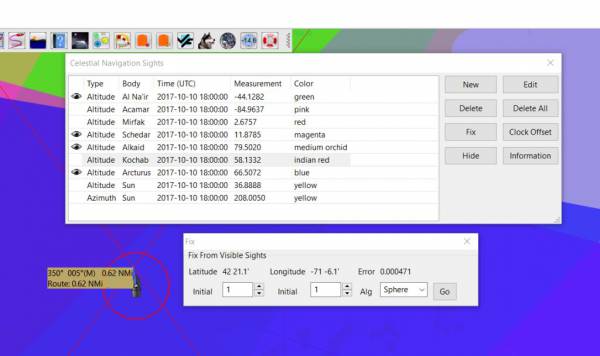 -14.6
Celestial Navigation Sights
Type Body Time (UTC) Measurement Color
Altitude Al Na'ir 2017-10-10 18:00:00 -44.1282 green
Altitude Acamar 2017-10-10 18:00:00 -84.9637 pink
Altitude Mirfak 2017-10-10 18:00:00 2.6757 red
Altitude Schedar 2017-10-10 18:00:00 11.8785 magenta
Altitude Alkaid 2017-10-10 18:00:00 79.5020 medium orchid
Altitude Kochab 2017-10-10 18:00:00 58.1332 indian red
Altitude Arcturus 2017-10-10 18:00:00 66.5072 blue
Altitude Sun 2017-10-10 18:00:00 36.8888 yellow
Azimuth Sun 2017-10-10 18:00:00 208.0050 yellow
New Edit
Delete Delete All
Fix Clock Offset
Hide Information
Fix
Fix From Visible Sights
Latitude 42 21.1' Longitude -71 -6.1' Error 0.000471
Initial 1 Initial 1 Alg Sphere Go
350° 005°(M) 0.62 NMi
Route: 0.62 NMi